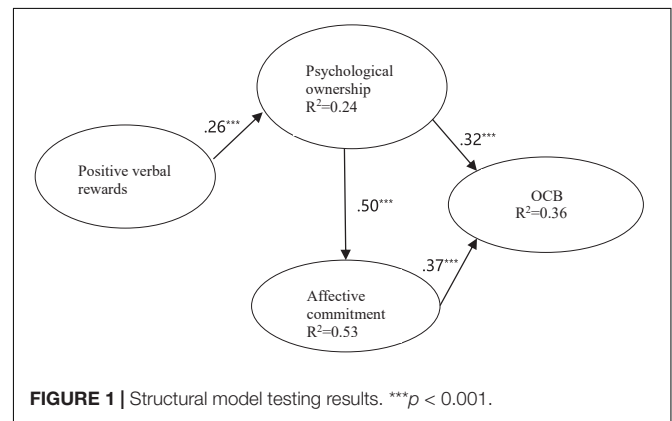 Psychological
ownership
R²=0.24
.26***
.32***
Positive verbal
rewards
OCB
R²=0.36
.50***
.37***
Affective
commitment
R²=0.53
FIGURE 1 | Structural model testing results. ***p < 0.001.